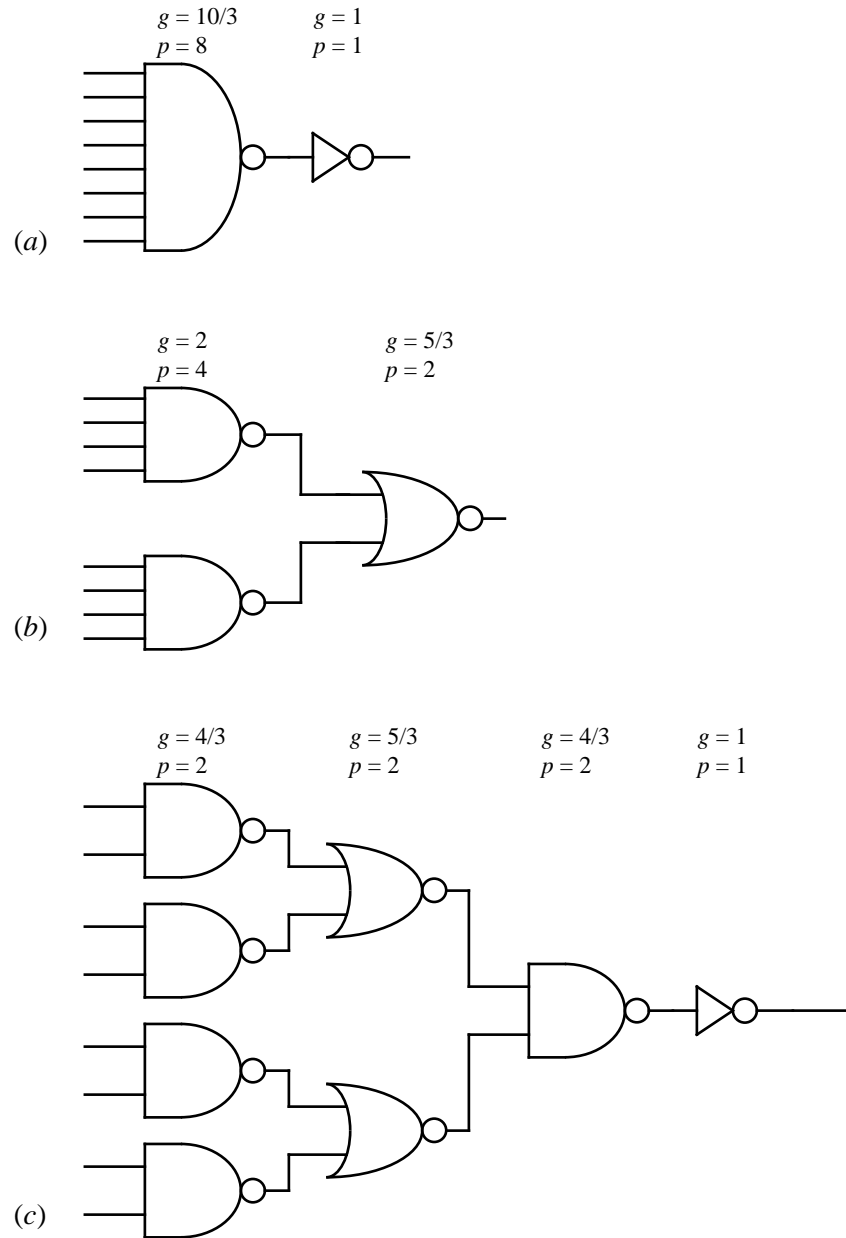 g = 10/3 g = 1
p = 8 p = 1
(a)
g = 2 g = 5/3
p = 4 p = 2
(b)
g = 4/3 g = 5/3 g = 4/3 g = 1
p = 2 p = 2 p = 2 p = 1
(c)